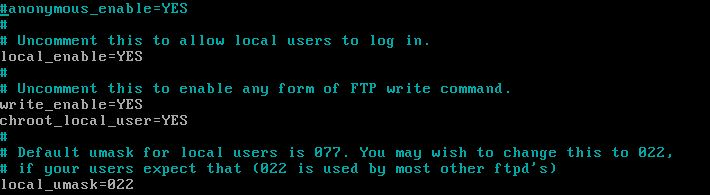 #anonymous_enable=YES
#
# Uncomment this to allow local users to log in.
local_enable=YES
#
# Uncomment this to enable any form of FTP write command.
write_enable=YES
chroot_local_user=YES
#
# Default umask for local users is 077. You may wish to change this to 022,
# if your users expect that (022 is used by most other ftpd's)
local_umask=022